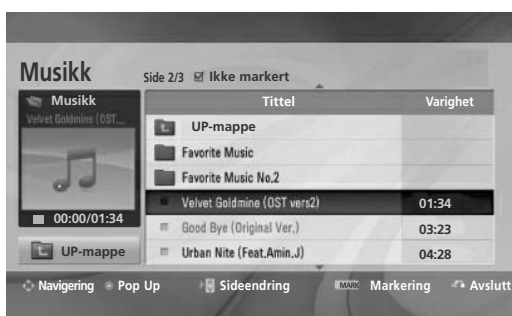 Musikk
Side 2/3 Ikke markert
Musikk
Velvet Goldmine (OST...
00:00/01:34
UP-mappe
Tittel Varighet
UP-mappe
Favorite Music
Favorite Music No.2
Velvet Goldmine (OST vers2) 01:34
Good Bye (Original Ver.) 03:23
Urban Nite (Feat.Amin.J) 04:28
Navigering Pop Up Sideendring MARK Markering Avslutt